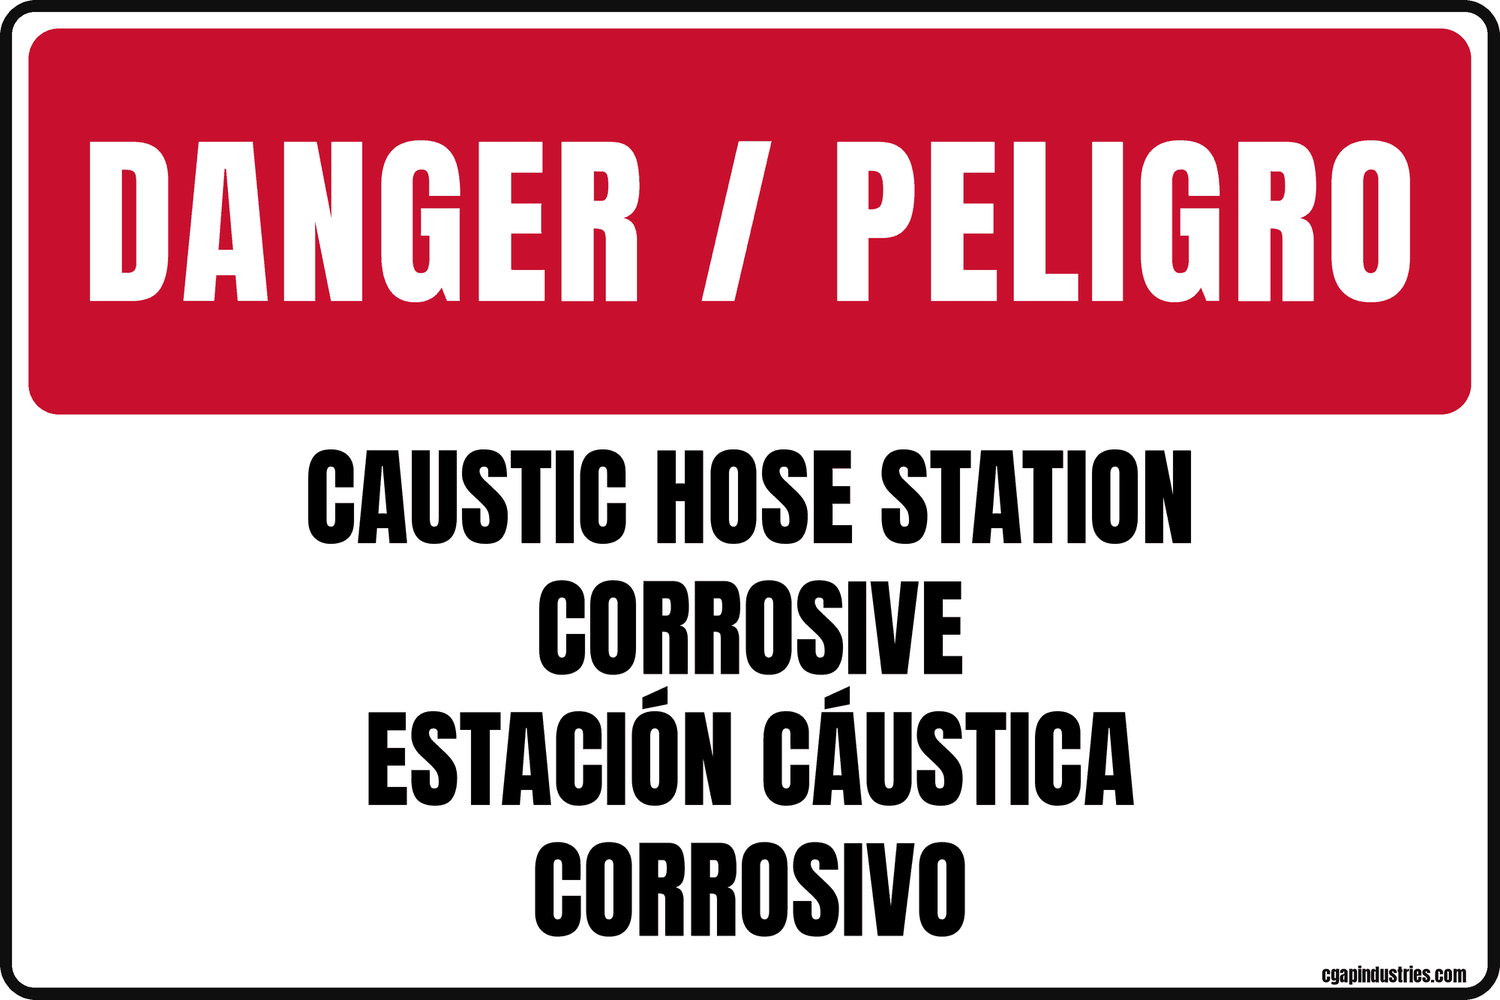 DANGER / PELIGRO
CAUSTIC HOSE STATION
CORROSIVE
ESTACIÓN CÁUSTICA
CORROSIVO
cgapindustries.com